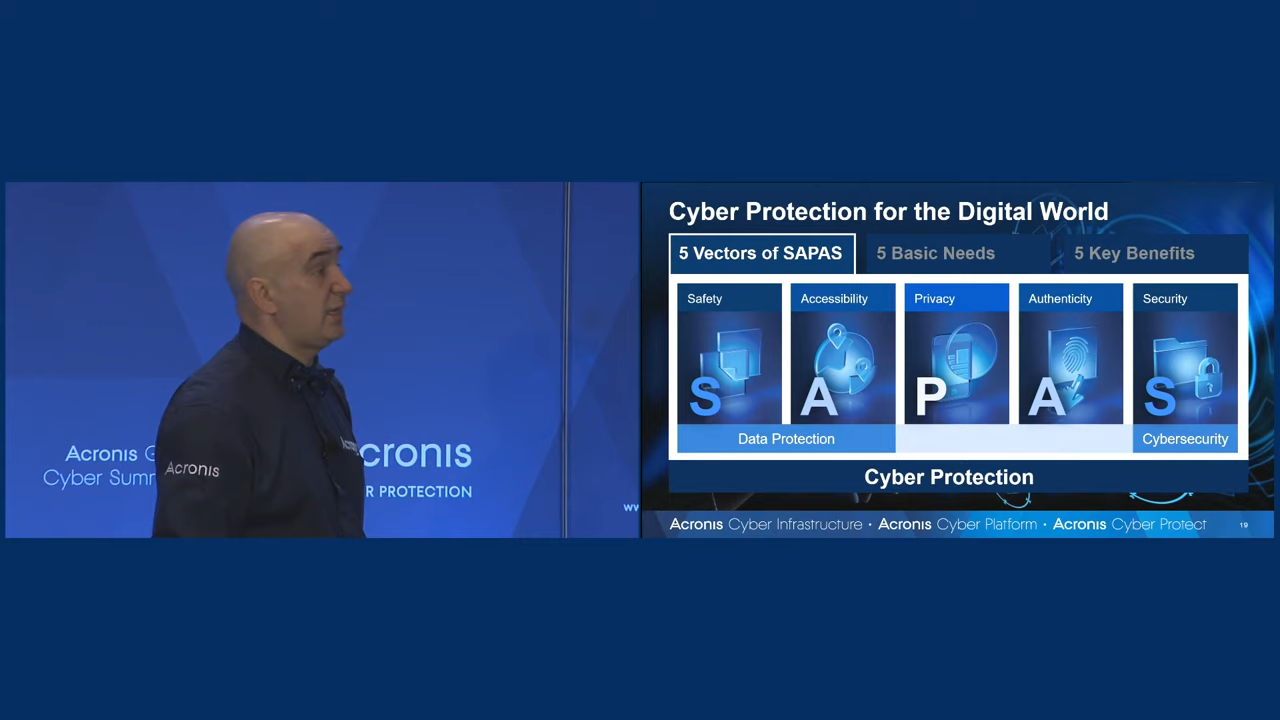 Acronis G
Cyber Summ
cronis
R PROTECTION
Acronis
Acronis
ww
Cyber Protection for the Digital World
5 Vectors of SAPAS
5 Basic Needs
5 Key Benefits
Safety
Accessibility
Privacy
Authenticity
Security
S
A
P
A
S
Data Protection
Cybersecurity
Cyber Protection
Acronis Cyber Infrastructure · Acronis Cyber Platform · Acronis Cyber Protect
19